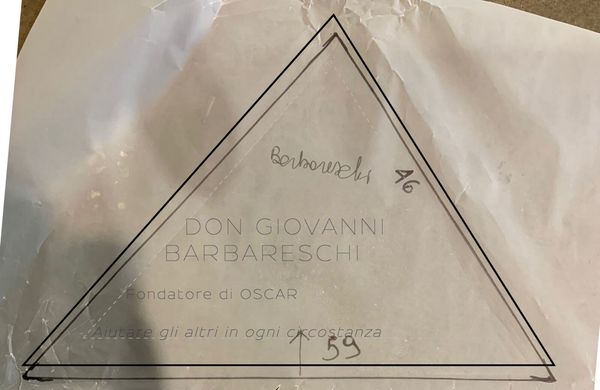 Barbareschi
46
DON GIOVANNI
BARBARESCHI
Fondatore di OSCAR
Aiutare gli altri in ogni circostanza
59